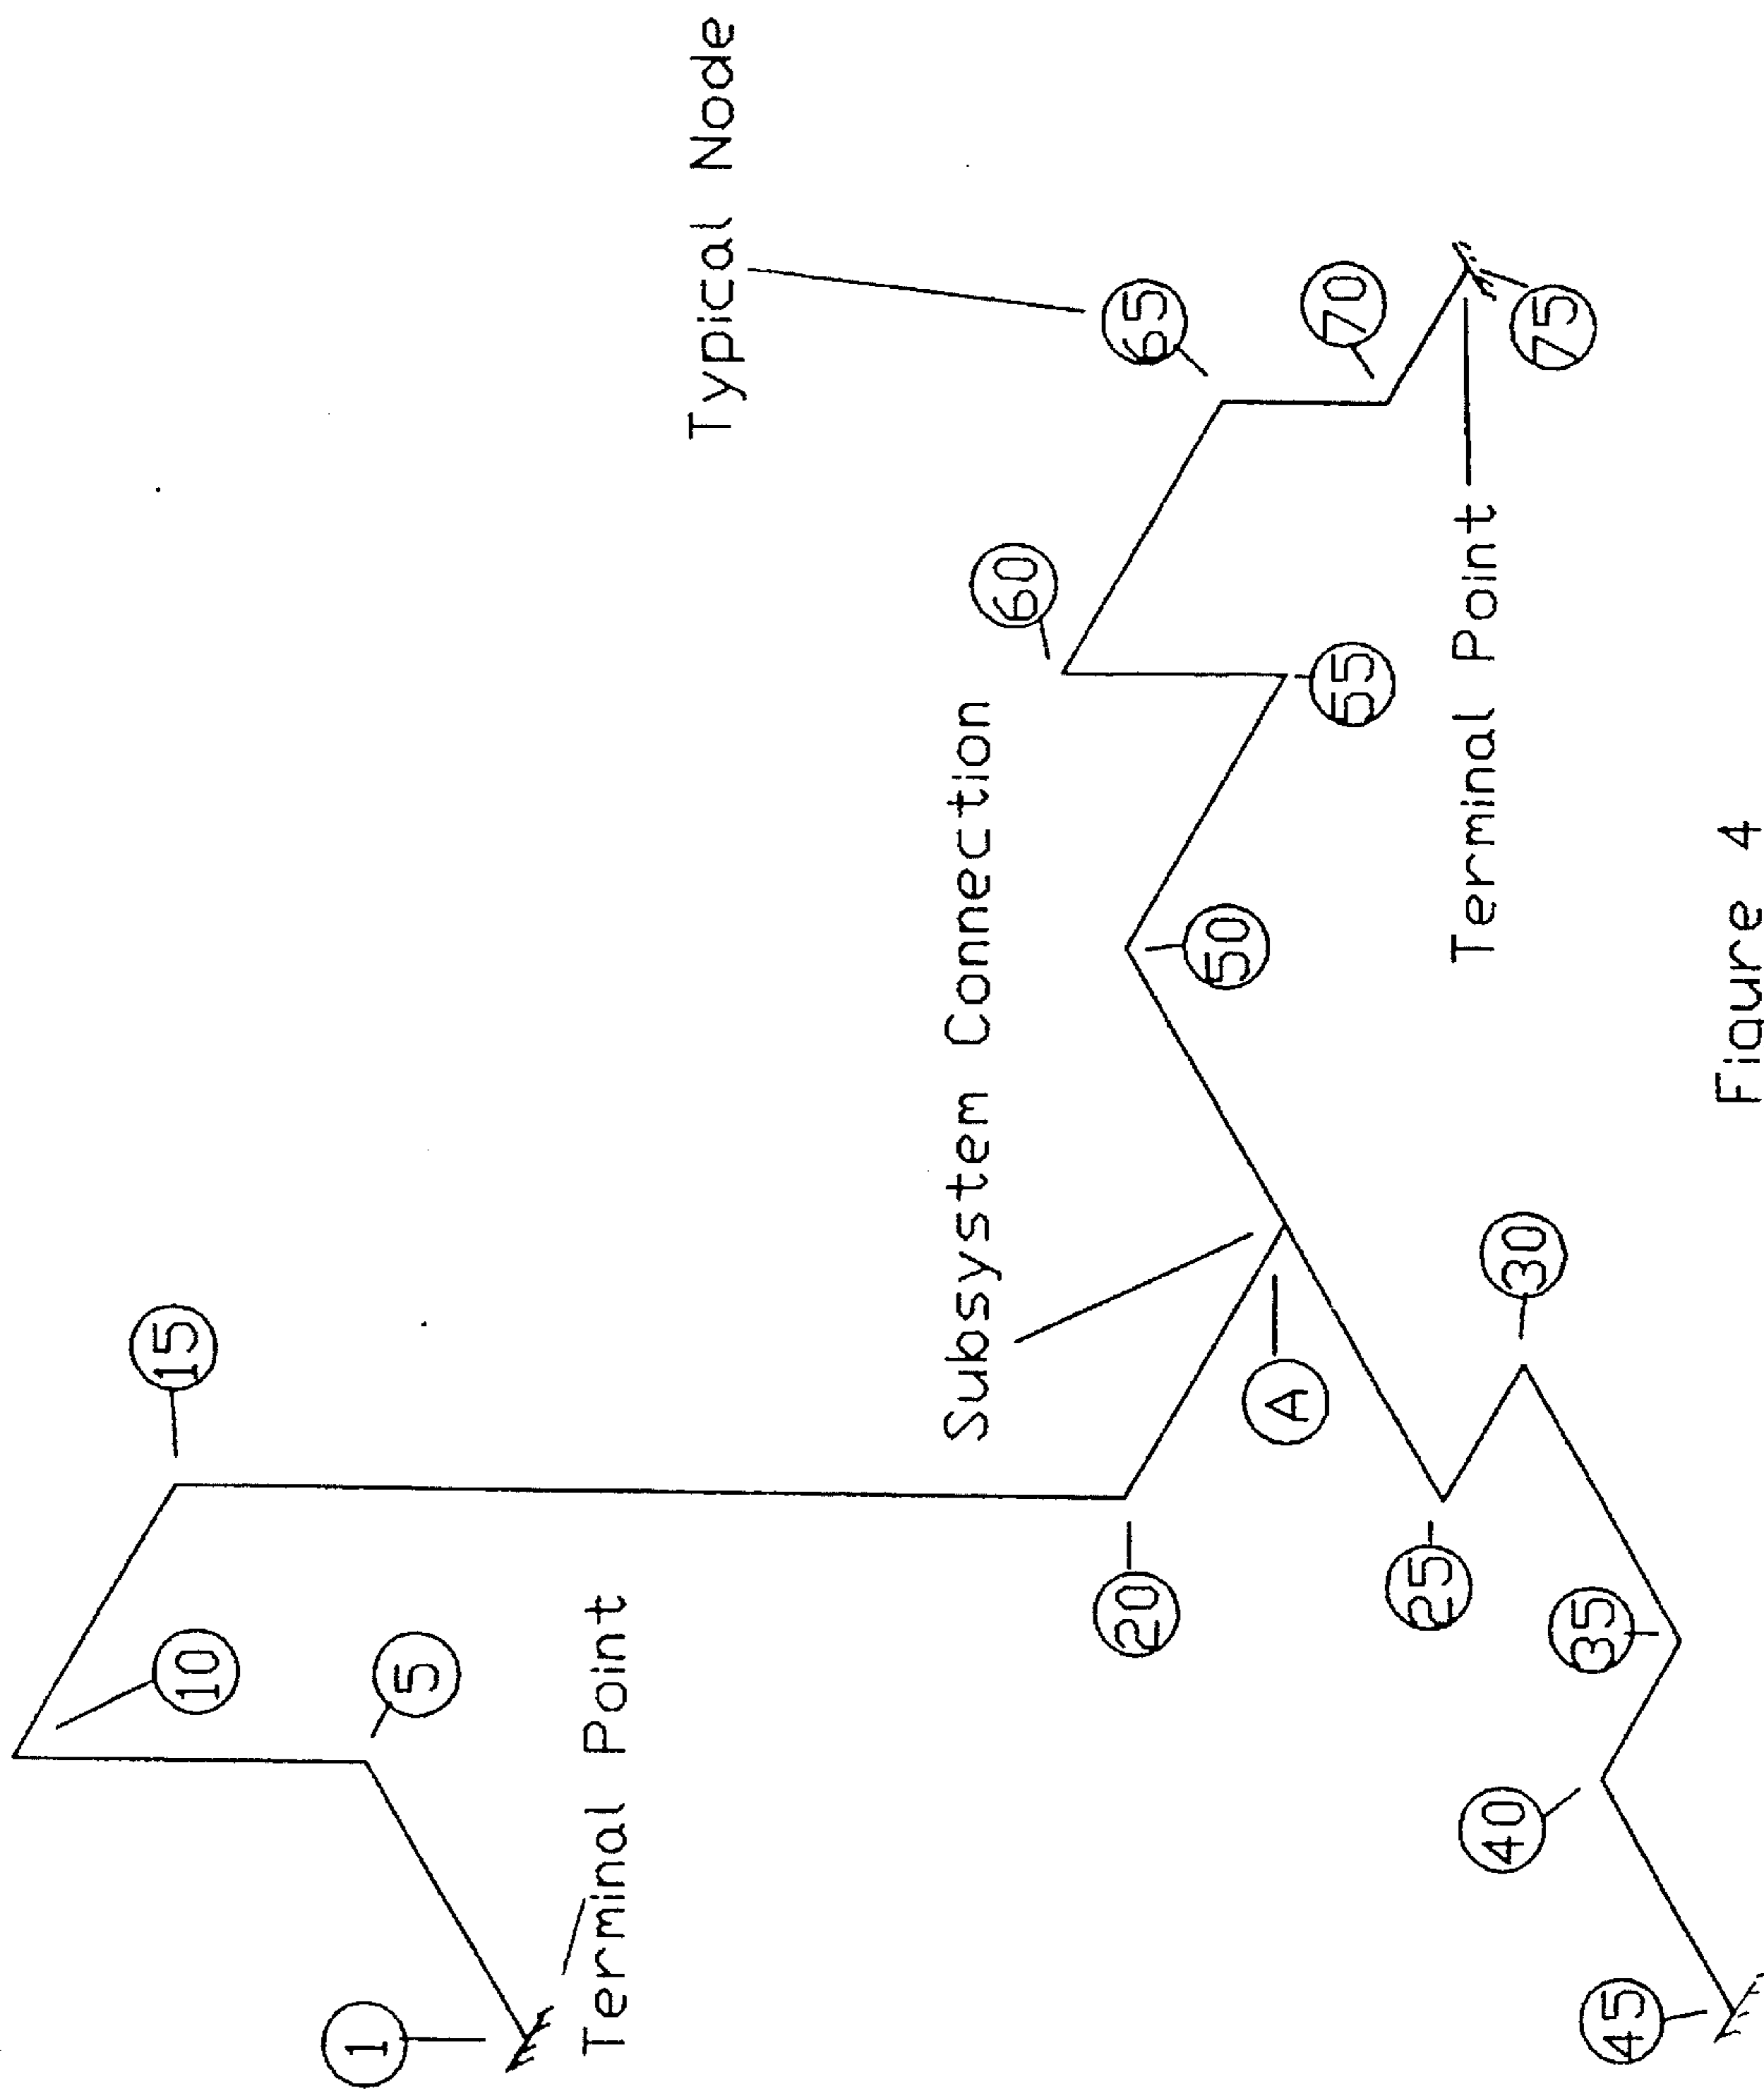 Typical Node
65
70
75
60
55
Terminal Point
Subsystem Connection
50
A
15
20
30
25
10
5
Terminal Point
1
35
40
45
Figure 4